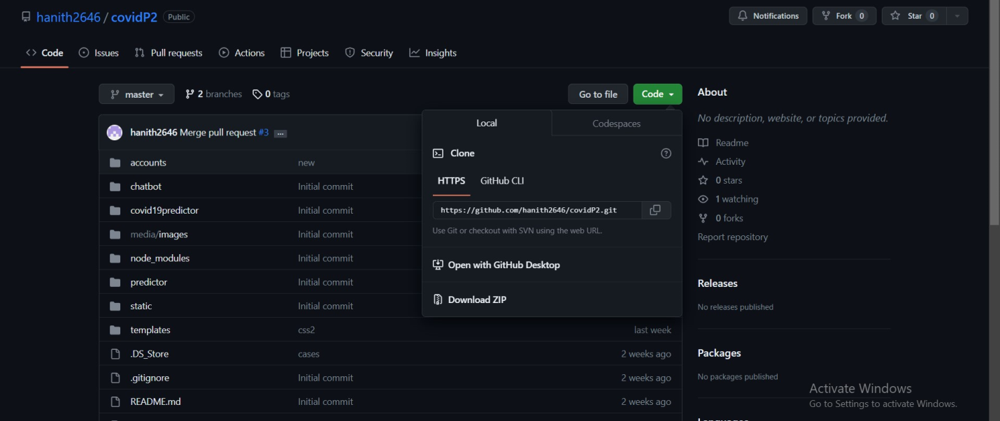 hanith2646 / covidP2 Public
Notifications Fork 0 Star 0
Code Issues Pull requests Actions Projects Security Insights
master 2 branches 0 tags Go to file Code
hanith2646 Merge pull request #3 ...
accounts new
chatbot Initial commit
covid19predictor Initial commit
media/images Initial commit
node_modules Initial commit
predictor Initial commit
static Initial commit
templates css2 last week
.DS_Store cases 2 weeks ago
.gitignore Initial commit 2 weeks ago
README.md Initial commit 2 weeks ago
Local Codespaces
Clone
HTTPS GitHub CLI
https://github.com/hanith2646/covidP2.git
Use Git or checkout with SVN using the web URL.
Open with GitHub Desktop
Download ZIP
About
No description, website, or topics provided.
Readme
Activity
0 stars
1 watching
0 forks
Report repository
Releases
No releases published
Packages
No packages published
Activate Windows
Go to Settings to activate Windows.